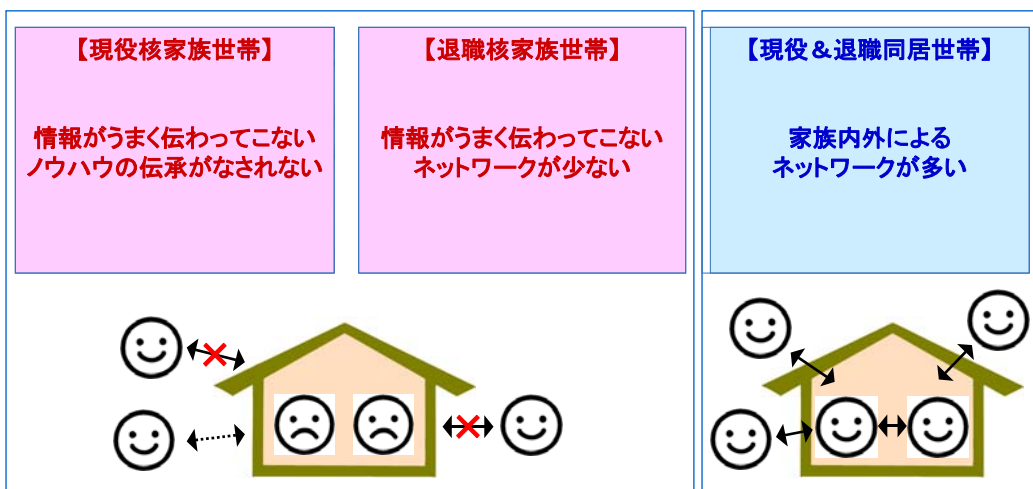 【現役核家族世帯】
情報がうまく伝わってこない
ノウハウの伝承がなされない
【退職核家族世帯】
情報がうまく伝わってこない
ネットワークが少ない
【現役＆退職同居世帯】
家族内外による
ネットワークが多い